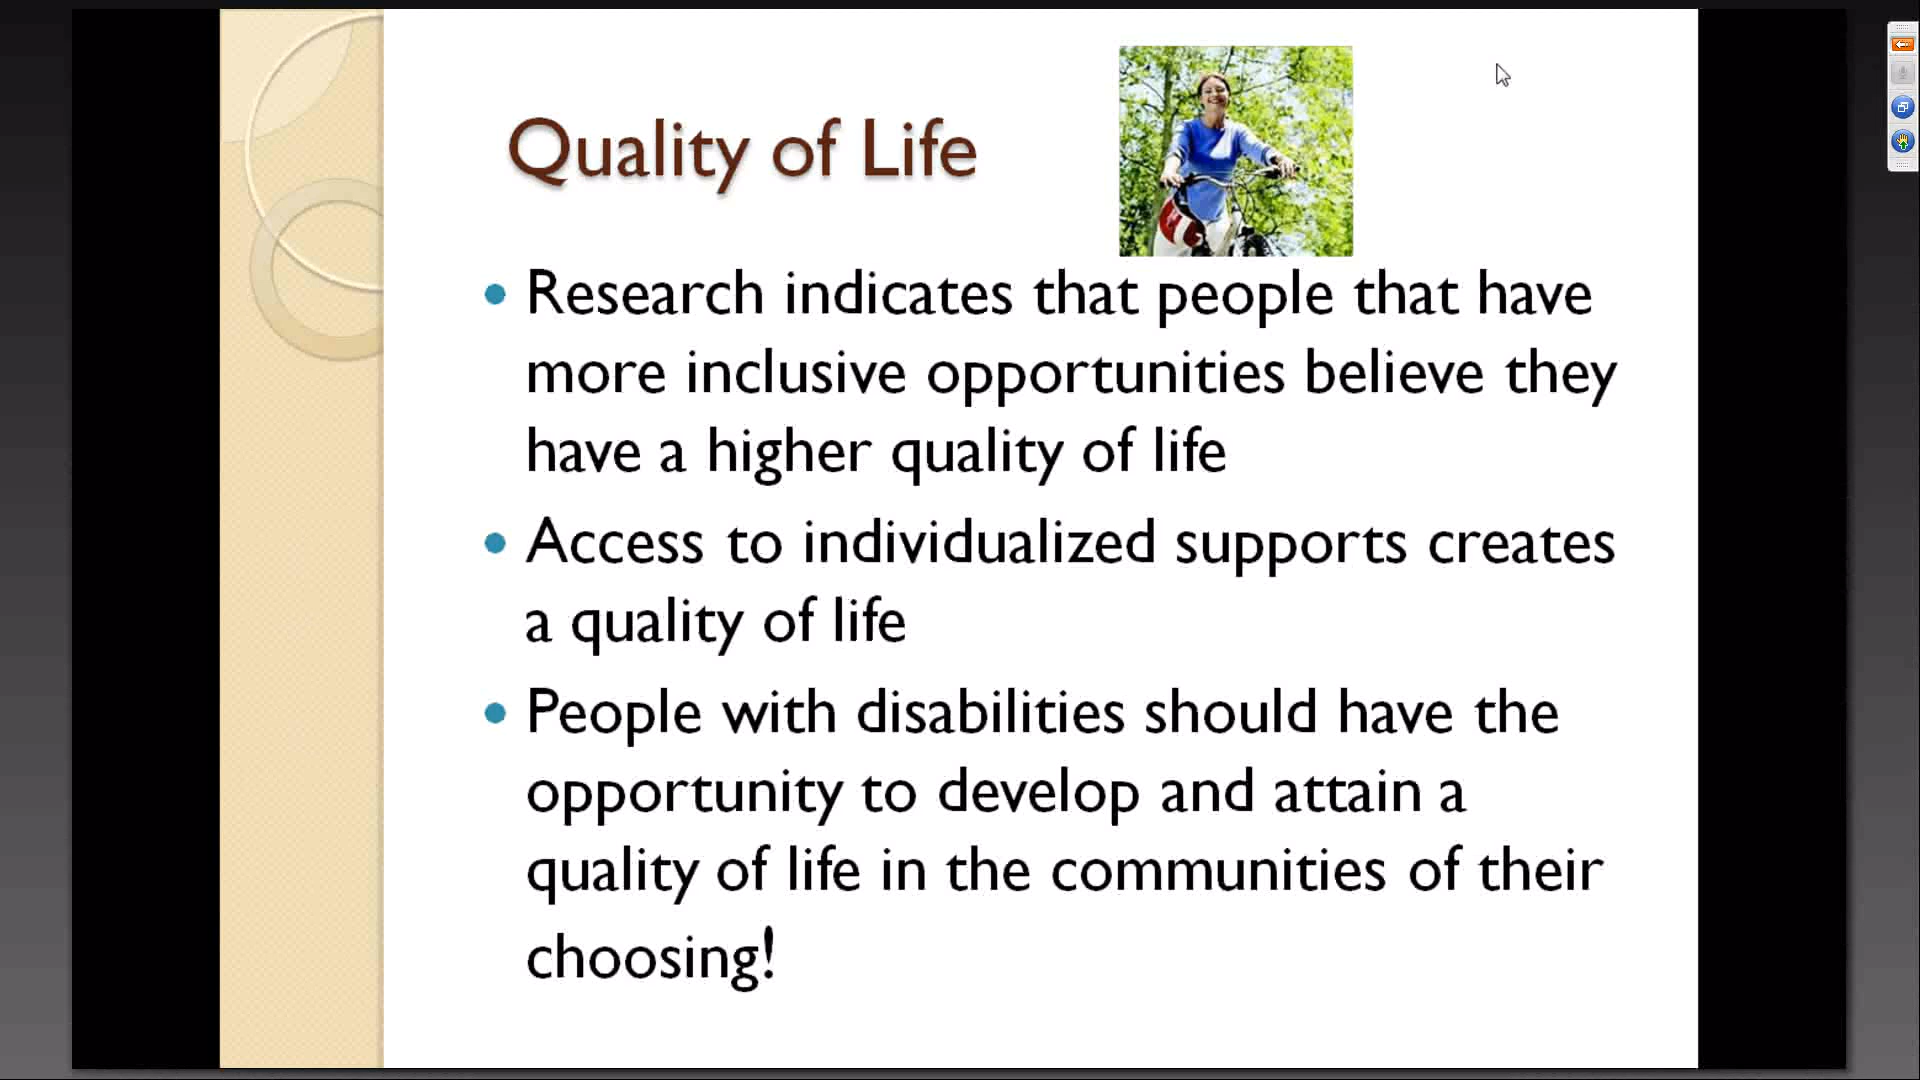 Quality of Life
• Research indicates that people that have
more inclusive opportunities believe they
have a higher quality of life
• Access to individualized supports creates
a quality of life
• People with disabilities should have the
opportunity to develop and attain a
quality of life in the communities of their
choosing!